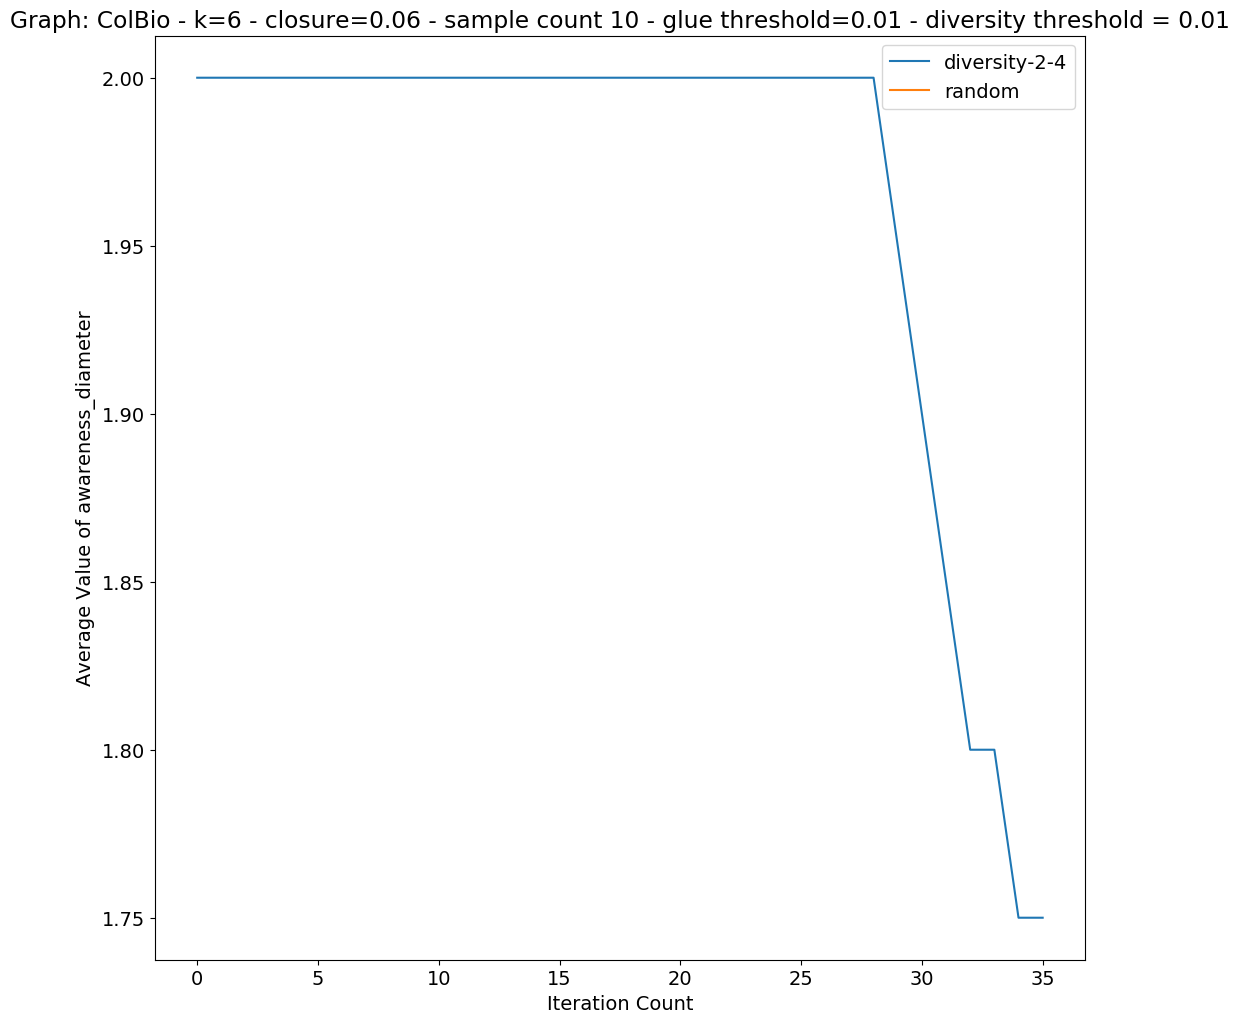 Graph: ColBio - k=6 - closure=0.06 - sample count 10 - glue threshold=0.01 - diversity threshold = 0.01
diversity-2-4
random
2.00
1.95
1.90
1.85
1.80
1.75
Average Value of awareness_diameter
0 5 10 15 20 25 30 35
Iteration Count